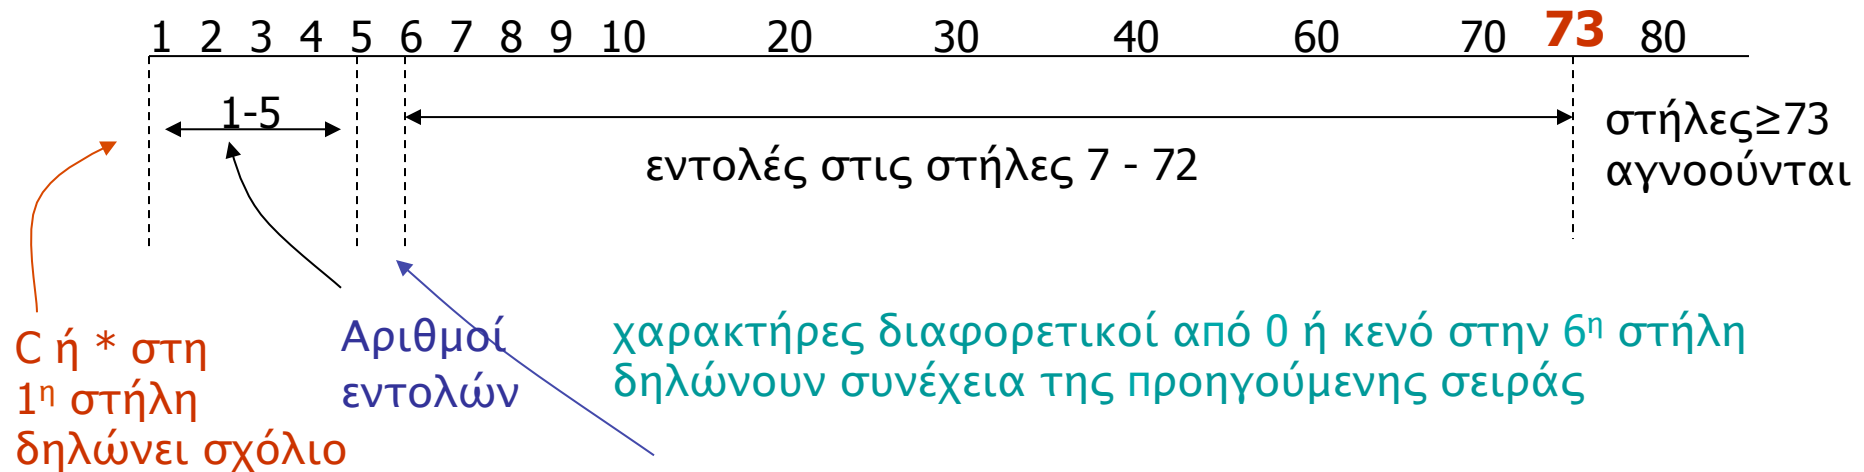 1 2 3 4 5 6 7 8 9 10 20 30 40 60 70 73 80
1-5
εντολές στις στήλες 7 - 72
στήλες≥73
αγνοούνται
C ή * στη
1η στήλη
δηλώνει σχόλιο
Αριθμοί
εντολών
χαρακτήρες διαφορετικοί από 0 ή κενό στην 6η στήλη
δηλώνουν συνέχεια της προηγούμενης σειράς